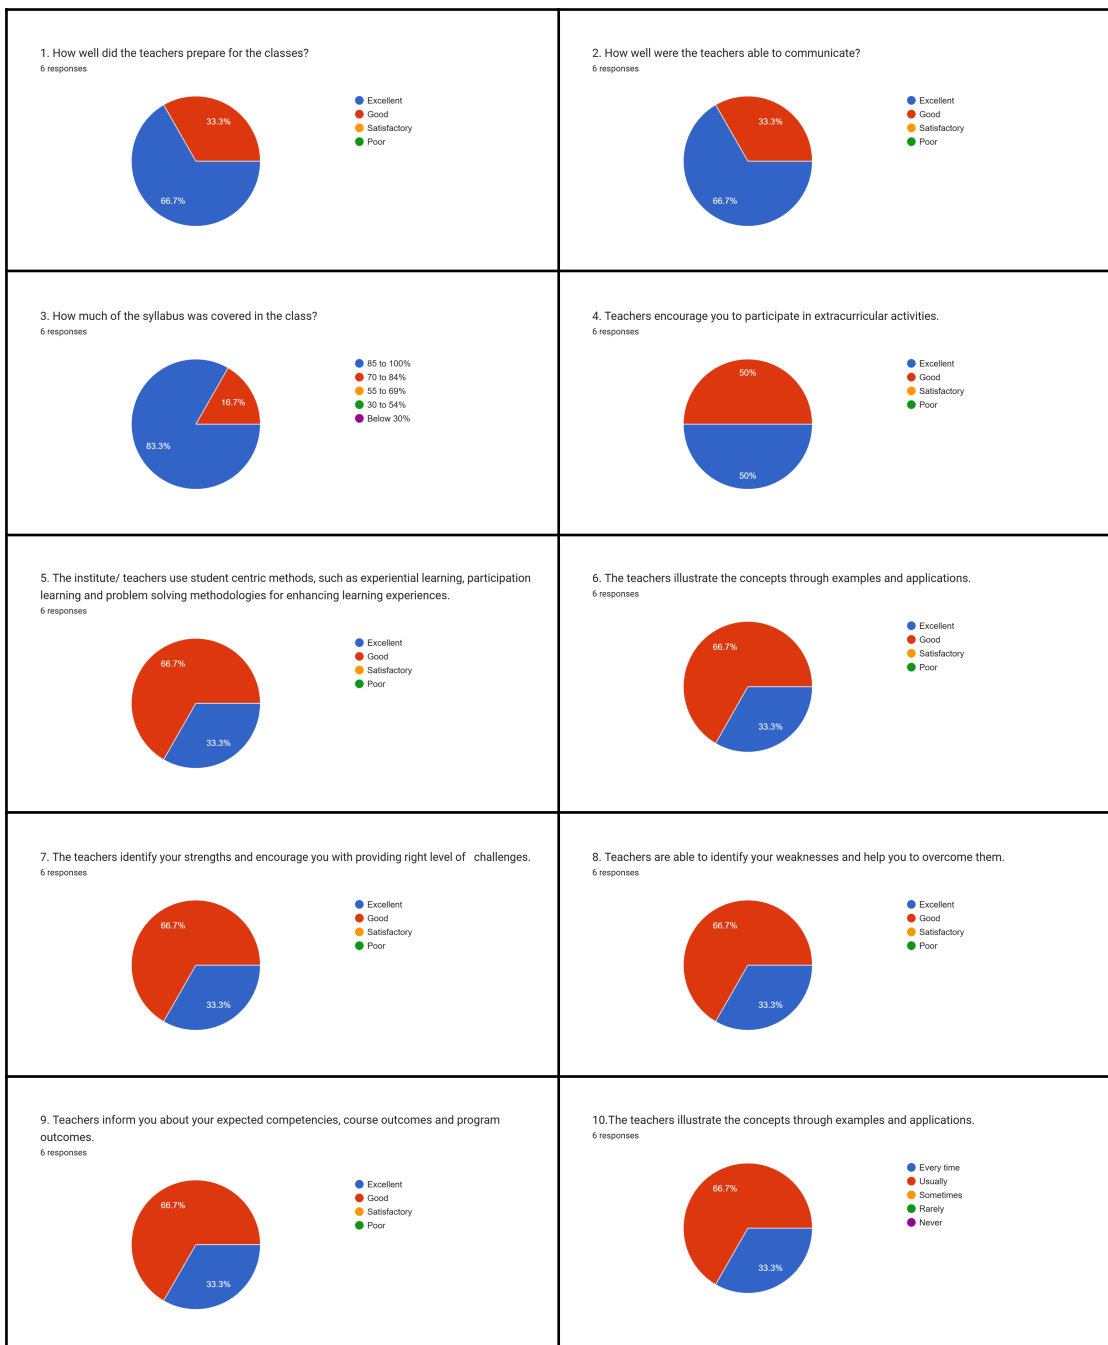 1. How well did the teachers prepare for the classes?
6 responses
33.3%
66.7%
Excellent
Good
Satisfactory
Poor
2. How well were the teachers able to communicate?
6 responses
33.3%
66.7%
Excellent
Good
Satisfactory
Poor
3. How much of the syllabus was covered in the class?
6 responses
16.7%
83.3%
85 to 100%
70 to 84%
55 to 69%
30 to 54%
Below 30%
4. Teachers encourage you to participate in extracurricular activities.
6 responses
50%
50%
Excellent
Good
Satisfactory
Poor
5. The institute/ teachers use student centric methods, such as experiential learning, participation
learning and problem solving methodologies for enhancing learning experiences.
6 responses
66.7%
33.3%
Excellent
Good
Satisfactory
Poor
6. The teachers illustrate the concepts through examples and applications.
6 responses
66.7%
33.3%
Excellent
Good
Satisfactory
Poor
7. The teachers identify your strengths and encourage you with providing right level of challenges.
6 responses
66.7%
33.3%
Excellent
Good
Satisfactory
Poor
8. Teachers are able to identify your weaknesses and help you to overcome them.
6 responses
66.7%
33.3%
Excellent
Good
Satisfactory
Poor
9. Teachers inform you about your expected competencies, course outcomes and program
outcomes.
6 responses
66.7%
33.3%
Excellent
Good
Satisfactory
Poor
10.The teachers illustrate the concepts through examples and applications.
6 responses
66.7%
33.3%
Every time
Usually
Sometimes
Rarely
Never